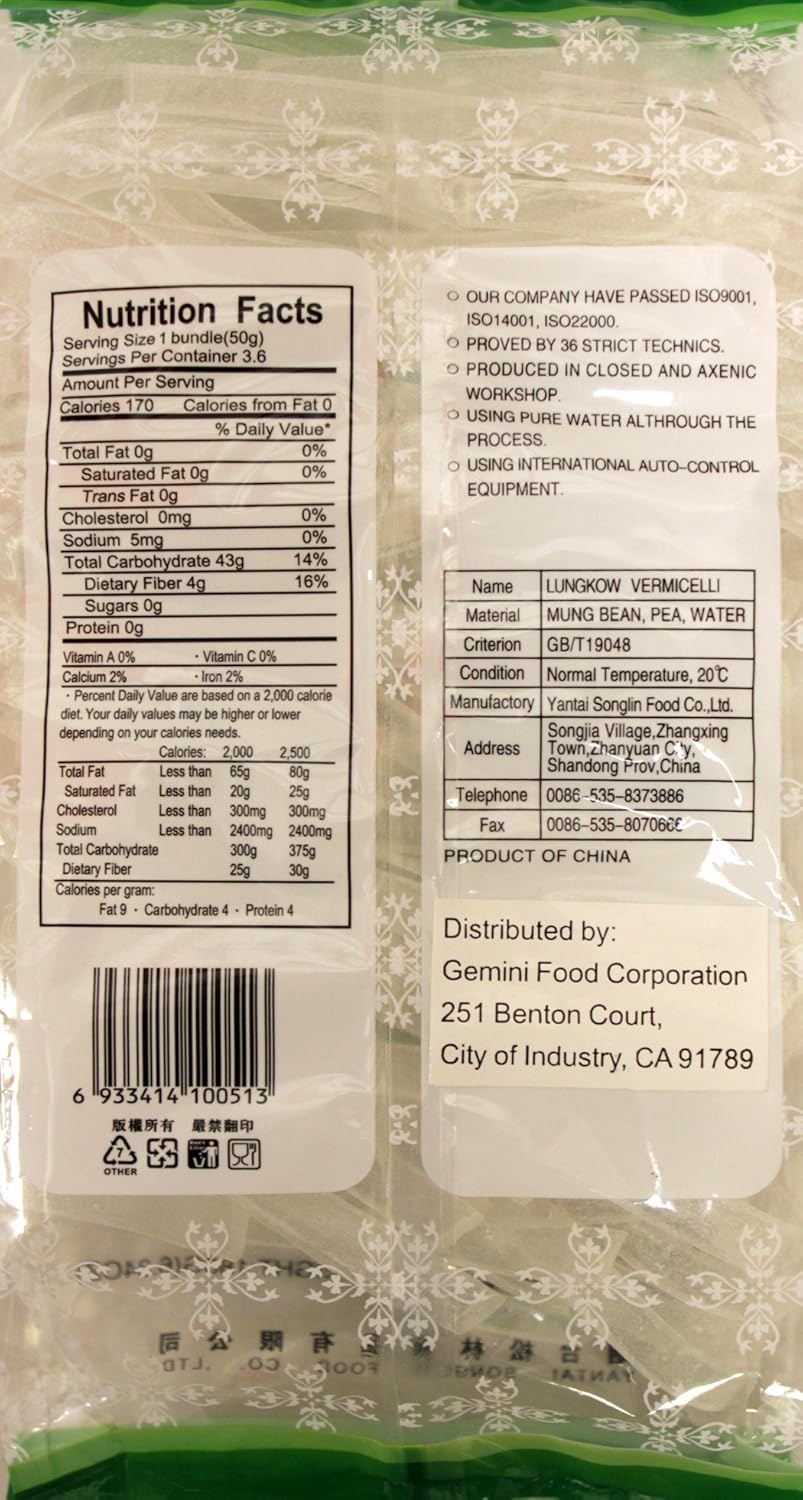 Nutrition Facts
Serving Size 1 bundle(50g)
Servings Per Container 3.6
Amount Per Serving
Calories 170 Calories from Fat 0
% Daily Value*
Total Fat 0g 0%
Saturated Fat 0g 0%
Trans Fat 0g
Cholesterol 0mg 0%
Sodium 5mg 0%
Total Carbohydrate 43g 14%
Dietary Fiber 4g 16%
Sugars 0g
Protein 0g
Vitamin A 0% · Vitamin C 0%
Calcium 2% · Iron 2%
· Percent Daily Value are based on a 2,000 calorie
diet. Your daily values may be higher or lower
depending on your calories needs.
Calories: 2,000 2,500
Total Fat Less than 65g 80g
Saturated Fat Less than 20g 25g
Cholesterol Less than 300mg 300mg
Sodium Less than 2400mg 2400mg
Total Carbohydrate 300g 375g
Dietary Fiber 25g 30g
Calories per gram:
Fat 9 · Carbohydrate 4 · Protein 4
6 933414 100513
版權所有 嚴禁翻印
7
OTHER
○ OUR COMPANY HAVE PASSED ISO9001,
ISO14001, ISO22000.
○ PROVED BY 36 STRICT TECHNICS.
○ PRODUCED IN CLOSED AND AXENIC
WORKSHOP.
○ USING PURE WATER ALTHROUGH THE
PROCESS.
○ USING INTERNATIONAL AUTO-CONTROL
EQUIPMENT.
Name LUNGKOW VERMICELLI
Material MUNG BEAN, PEA, WATER
Criterion GB/T19048
Condition Normal Temperature, 20℃
Manufactory Yantai Songlin Food Co.,Ltd.
Address Songjia Village,Zhangxing
Town,Zhanyuan City,
Shandong Prov,China
Telephone 0086-535-8373886
Fax 0086-535-8070666
PRODUCT OF CHINA
Distributed by:
Gemini Food Corporation
251 Benton Court,
City of Industry, CA 91789